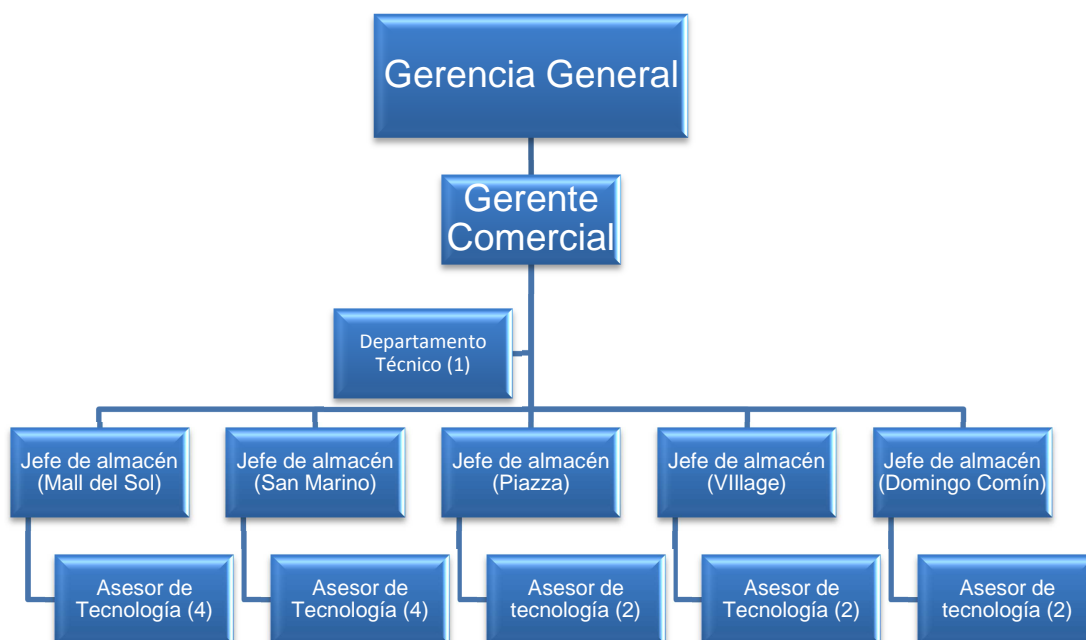 Gerencia General
Gerente
Comercial
Departamento
Técnico (1)
Jefe de almacén
(Mall del Sol)
Jefe de almacén
(San Marino)
Jefe de almacén
(Piazza)
Jefe de almacén
(VIllage)
Jefe de almacén
(Domingo Comín)
Asesor de
Tecnología (4)
Asesor de
Tecnología (4)
Asesor de
tecnología (2)
Asesor de
Tecnología (2)
Asesor de
tecnología (2)